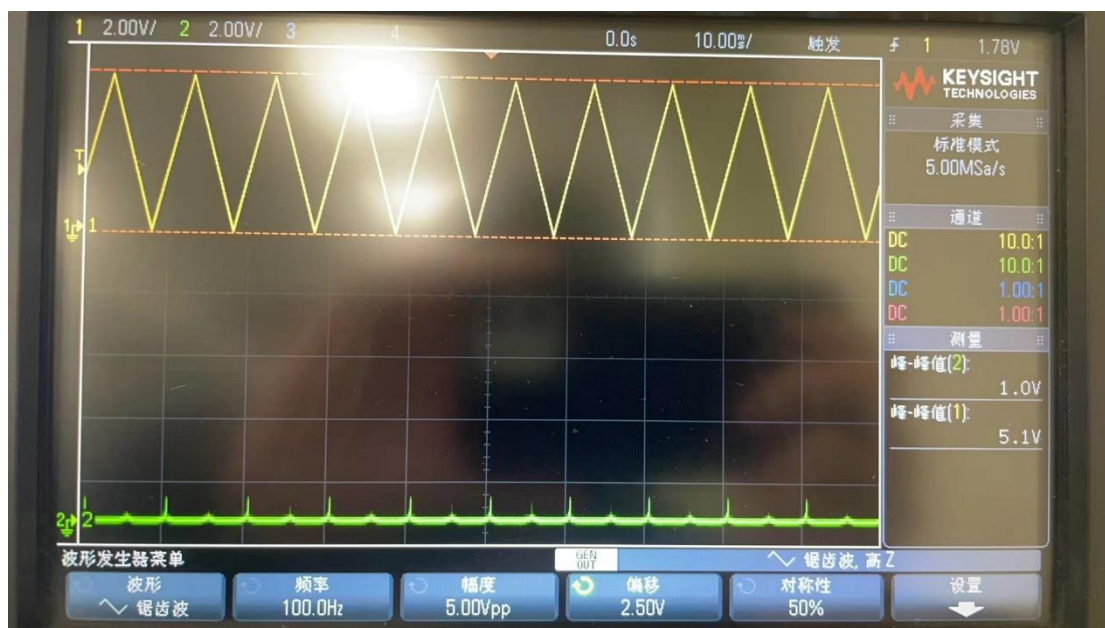 1 2.00V/ 2 2.00V/ 3 4 0.0s 10.00ms/ 触发 1 1.78V
KEYSIGHT
TECHNOLOGIES
采集
标准模式
5.00MSa/s
通道
DC 10.0:1
DC 10.0:1
DC 1.00:1
DC 1.00:1
测量
峰-峰值(2):
1.0V
峰-峰值(1):
5.1V
T
1 1
2 2
波形发生器菜单
GEN
OUT
锯齿波, 高Z
波形
锯齿波
频率
100.0Hz
幅度
5.00Vpp
偏移
2.50V
对称性
50%
设置